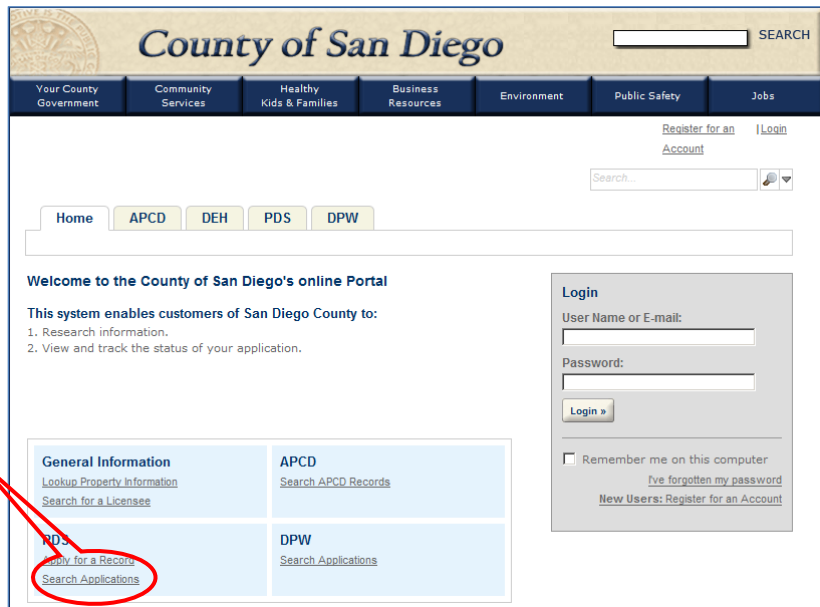 County of San Diego
SEARCH
Your County Government
Community Services
Healthy Kids & Families
Business Resources
Environment
Public Safety
Jobs
Register for an Account
| Login
Search...
Home
APCD
DEH
PDS
DPW
Welcome to the County of San Diego's online Portal
This system enables customers of San Diego County to:
1. Research information.
2. View and track the status of your application.
Login
User Name or E-mail:
Password:
Login »
Remember me on this computer
I've forgotten my password
New Users: Register for an Account
General Information
Lookup Property Information
Search for a Licensee
APCD
Search APCD Records
PDS
Apply for a Record
Search Applications
DPW
Search Applications